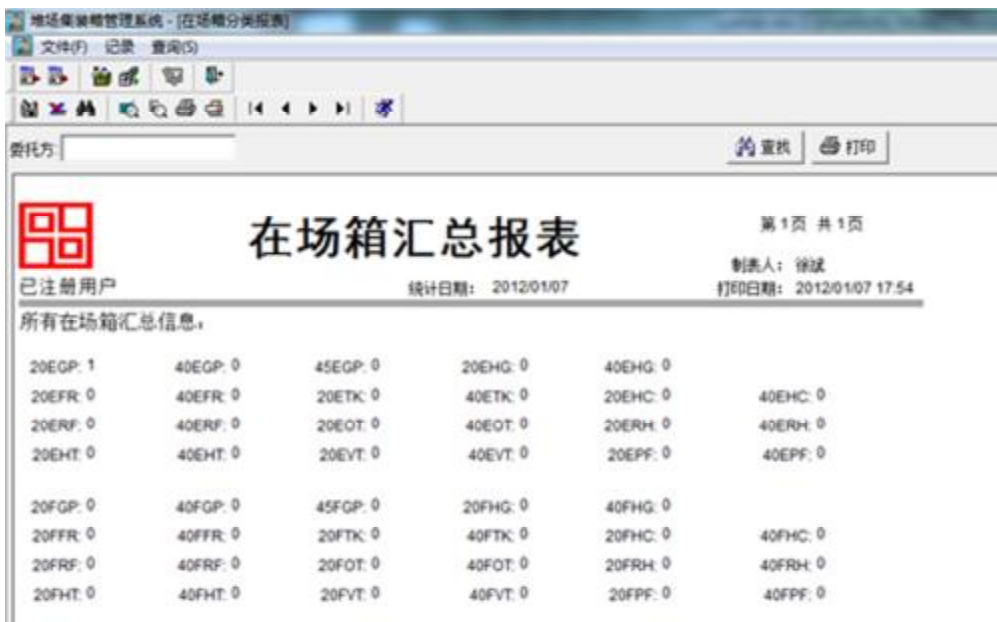 堆场集装箱管理系统 - [在场箱分类报表]
文件(F) 记录 查询(S)
委托方: 查找 打印
在场箱汇总报表
第 1页 共 1页
制表人: 徐斌
已注册用户 统计日期: 2012/01/07 打印日期: 2012/01/07 17:54
所有在场箱汇总信息:
20EGP: 1 40EGP: 0 45EGP: 0 20EHG: 0 40EHG: 0
20EFR: 0 40EFR: 0 20ETK: 0 40ETK: 0 20EHC: 0 40EHC: 0
20ERF: 0 40ERF: 0 20EOT: 0 40EOT: 0 20ERH: 0 40ERH: 0
20EHT: 0 40EHT: 0 20EVT: 0 40EVT: 0 20EPF: 0 40EPF: 0
20FGP: 0 40FGP: 0 45FGP: 0 20FHG: 0 40FHG: 0
20FFR: 0 40FFR: 0 20FTK: 0 40FTK: 0 20FHC: 0 40FHC: 0
20FRF: 0 40FRF: 0 20FOT: 0 40FOT: 0 20FRH: 0 40FRH: 0
20FHT: 0 40FHT: 0 20FVT: 0 40FVT: 0 20FPF: 0 40FPF: 0